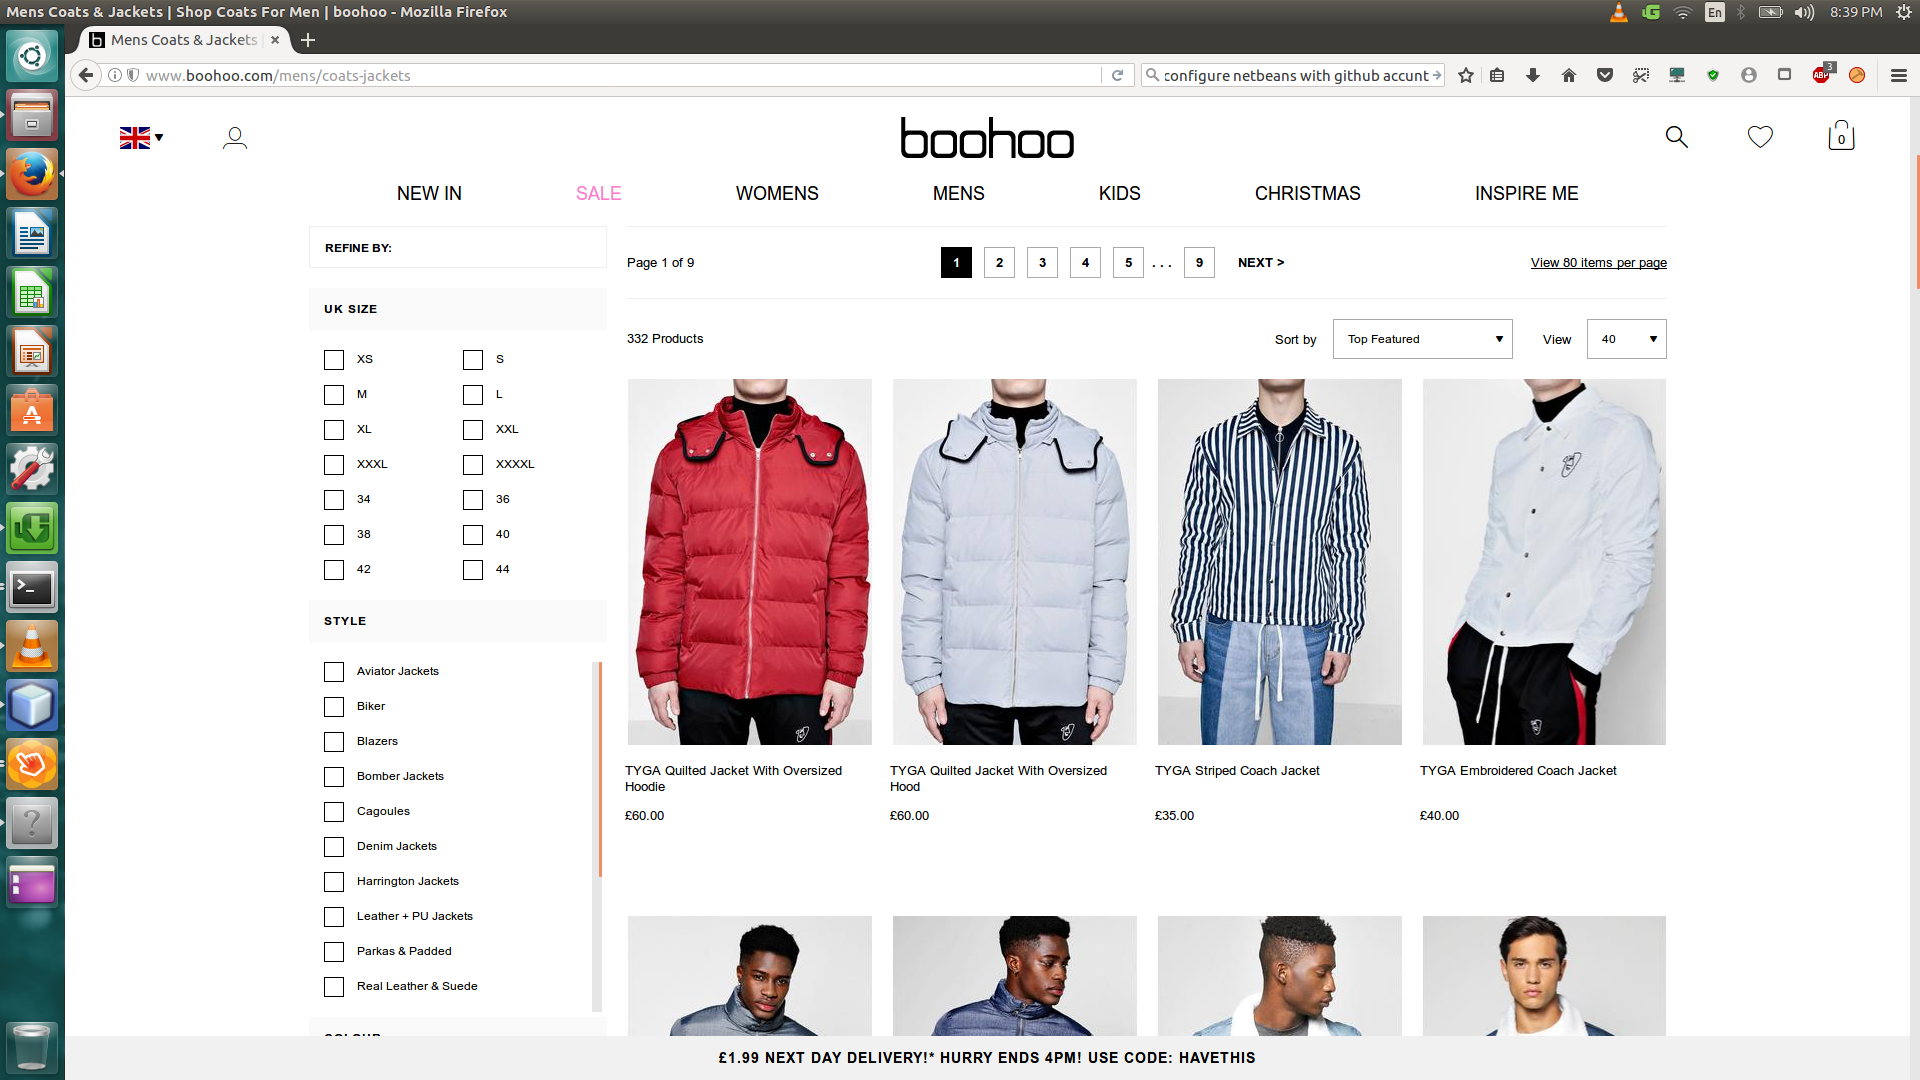 Mens Coats & Jackets | Shop Coats For Men | boohoo - Mozilla Firefox
En
8:39 PM
Mens Coats & Jackets
www.boohoo.com/mens/coats-jackets
configure netbeans with github accunt
ABP
3
boohoo
0
NEW IN
SALE
WOMENS
MENS
KIDS
CHRISTMAS
INSPIRE ME
REFINE BY:
UK SIZE
XS
S
M
L
XL
XXL
XXXL
XXXXL
34
36
38
40
42
44
STYLE
Aviator Jackets
Biker
Blazers
Bomber Jackets
Cagoules
Denim Jackets
Harrington Jackets
Leather + PU Jackets
Parkas & Padded
Real Leather & Suede
Page 1 of 9
1 2 3 4 5 . . . 9 NEXT >
View 80 items per page
332 Products
Sort by
Top Featured
View
40
TYGA Quilted Jacket With Oversized
Hoodie
£60.00
TYGA Quilted Jacket With Oversized
Hood
£60.00
TYGA Striped Coach Jacket
£35.00
TYGA Embroidered Coach Jacket
£40.00
£1.99 NEXT DAY DELIVERY!* HURRY ENDS 4PM! USE CODE: HAVETHIS